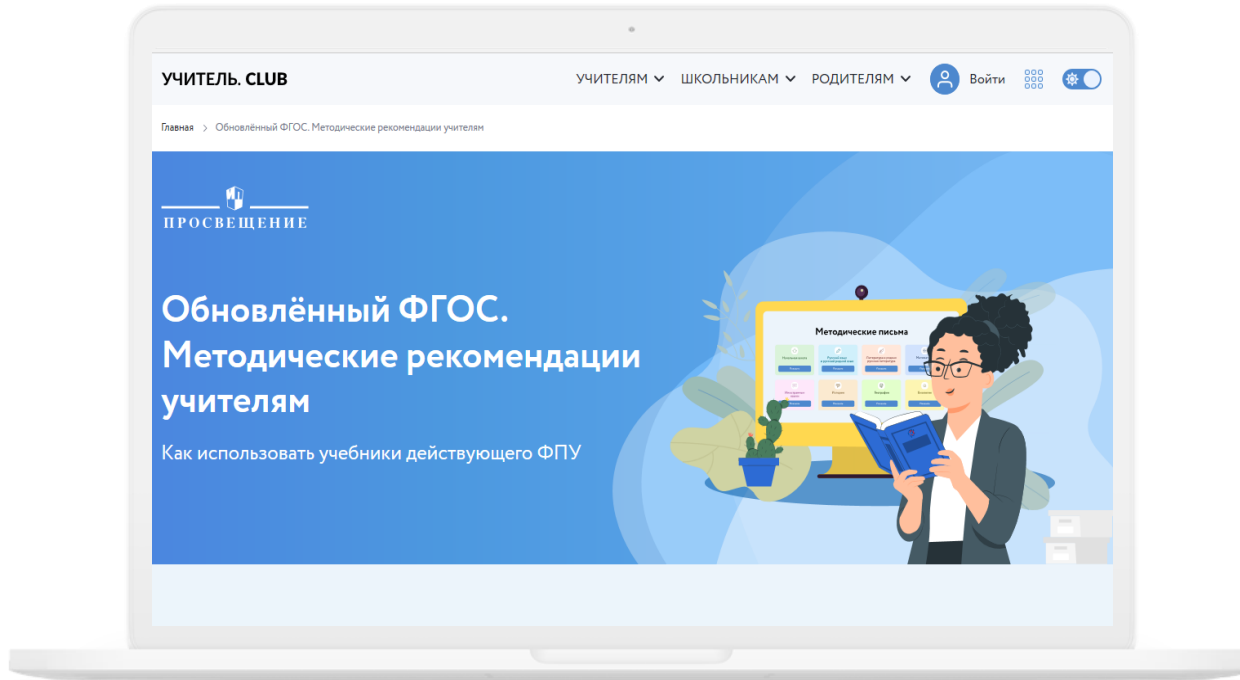 УЧИТЕЛЬ. CLUB
УЧИТЕЛЯМ ШКОЛЬНИКАМ РОДИТЕЛЯМ Войти
Главная > Обновлённый ФГОС. Методические рекомендации учителям
ПРОСВЕЩЕНИЕ
Обновлённый ФГОС.
Методические рекомендации
учителям
Как использовать учебники действующего ФПУ
Методические письма